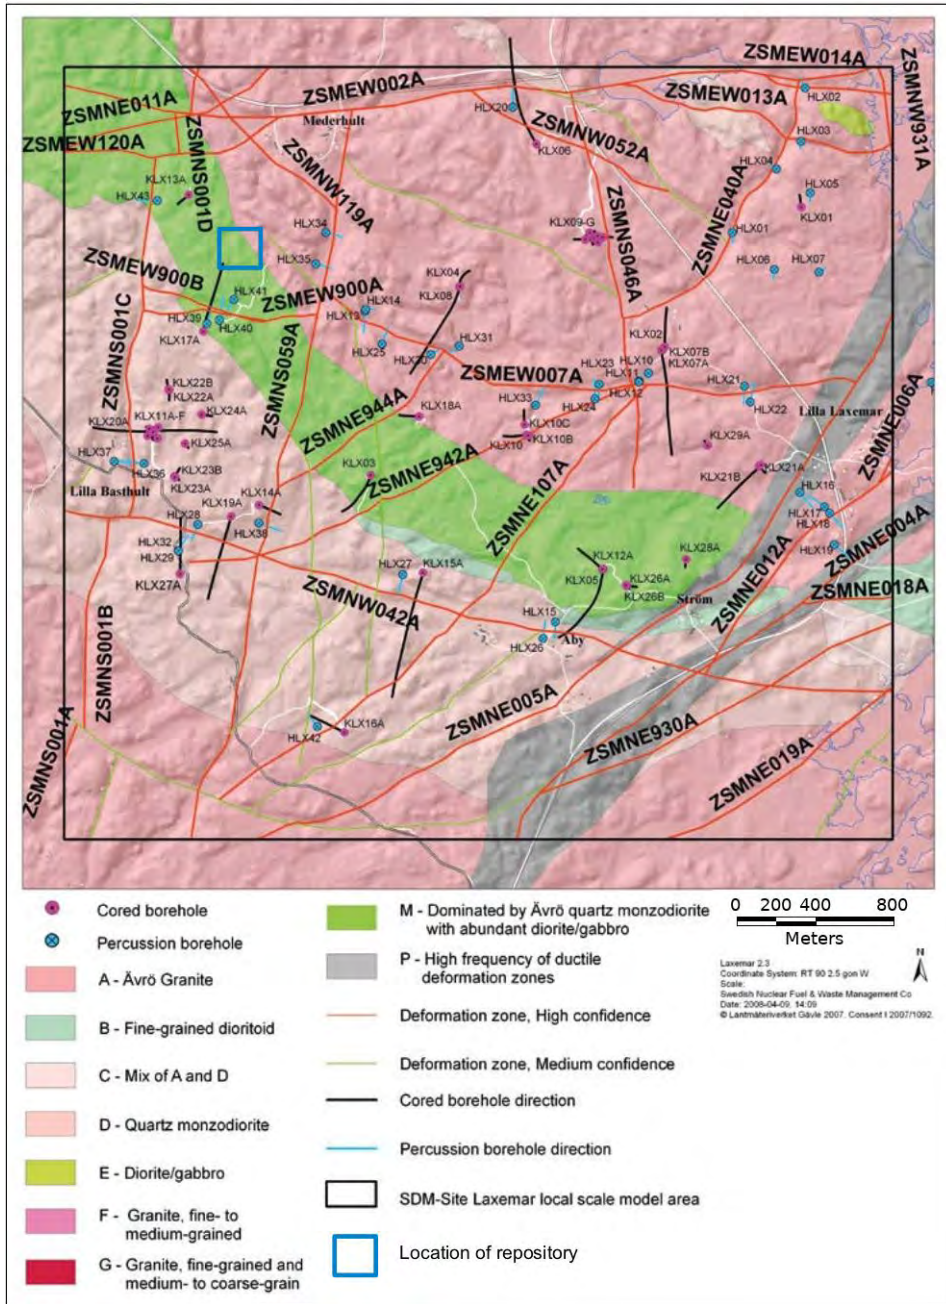 ZSMEW014A
ZSMEW002A
ZSMNE011A
ZSMEW013A
ZSMNW931A
HLX02
HLX20
Mederhult
ZSMEW120A
ZSMNS001D
ZSMNW052A
HLX03
KLX06
ZSMNW119A
HLX04
KLX13A
HLX43
ZSMNE040A
HLX05
KLX01
KLX09-G
HLX34
ZSMNS046A
HLX01
HLX35
HLX06
HLX07
KLX04
KLX08
ZSMEW900B
ZSMEW900A
HLX41
HLX14
HLX13
HLX39
HLX40
KLX17A
ZSMNS001C
ZSMNS059A
HLX25
HLX30
HLX31
KLX02
KLX07B
KLX07A
HLX23
HLX10
HLX11
HLX12
ZSMEW007A
HLX21
HLX22
KLX22B
KLX22A
HLX33
HLX24
ZSMNE944A
KLX18A
Lilla Laxemar
ZSMNE006A
KLX20A
KLX11A-F
KLX24A
KLX10C
KLX10
KLX10B
KLX29A
KLX25A
HLX37
HLX36
KLX23B
KLX23A
Lilla Basthult
KLX03
ZSMNE942A
KLX21B
KLX21A
HLX16
KLX19A
KLX14A
ZSMNE107A
HLX17
HLX18
HLX28
HLX38
HLX32
HLX29
KLX27A
HLX19
ZSMNE004A
KLX12A
KLX28A
HLX27
KLX15A
KLX05
KLX26A
KLX26B
Ström
ZSMNE012A
ZSMNE018A
ZSMNW042A
ZSMNS001B
HLX15
HLX26
Aby
ZSMNE005A
HLX42
KLX16A
ZSMNS001A
ZSMNE930A
ZSMNE019A
Cored borehole
Percussion borehole
A - Ävrö Granite
B - Fine-grained dioritoid
C - Mix of A and D
D - Quartz monzodiorite
E - Diorite/gabbro
F - Granite, fine- to
medium-grained
G - Granite, fine-grained and
medium- to coarse-grain
M - Dominated by Ävrö quartz monzodiorite
with abundant diorite/gabbro
P - High frequency of ductile
deformation zones
Deformation zone, High confidence
Deformation zone, Medium confidence
Cored borehole direction
Percussion borehole direction
SDM-Site Laxemar local scale model area
Location of repository
0 200 400 800
Meters
N
Laxemar 2.3
Coordinate System: RT 90 2.5 gon W
Scale:
Swedish Nuclear Fuel & Waste Management Co
Date: 2008-04-09, 14:09
© Lantmäteriverket Gävle 2007. Consent I 2007/1092.